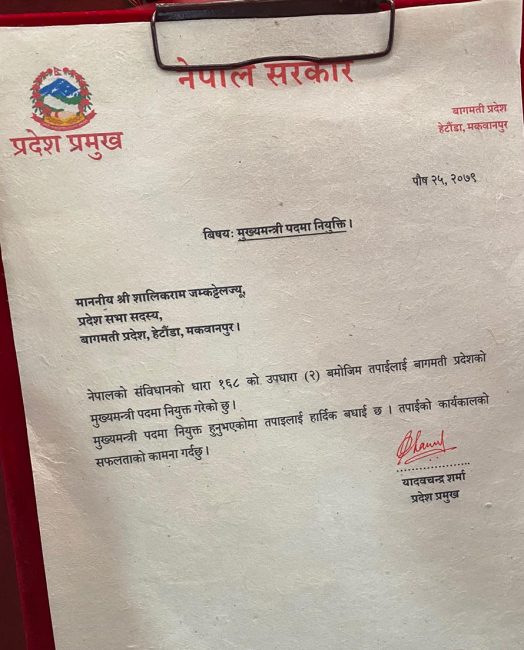 नेपाल सरकार
प्रदेश प्रमुख
बागमती प्रदेश
हेटौंडा, मकवानपुर
पौष २५, २०७९
बिषयः मुख्यमन्त्री पदमा नियुक्ति।
माननीय श्री शालिकराम जम्कट्टेलज्यू,
प्रदेश सभा सदस्य,
बागमती प्रदेश, हेटौंडा, मकवानपुर।
नेपालको संविधानको धारा १६८ को उपधारा (२) बमोजिम तपाईलाई बागमती प्रदेशको
मुख्यमन्त्री पदमा नियुक्त गरेको छु।
मुख्यमन्त्री पदमा नियुक्त हुनुभएकोमा तपाइलाई हार्दिक बधाई छ । तपाईको कार्यकालको
सफलताको कामना गर्दछु।
यादवचन्द्र शर्मा
प्रदेश प्रमुख